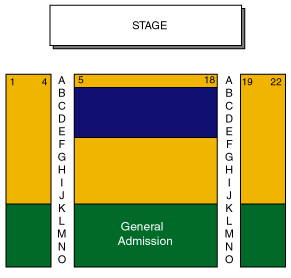 STAGE
1 4 A 5 18 A 19 22
B B
C C
D D
E E
F F
G G
H H
I I
J J
K K
L L
M General M
N Admission N
O O